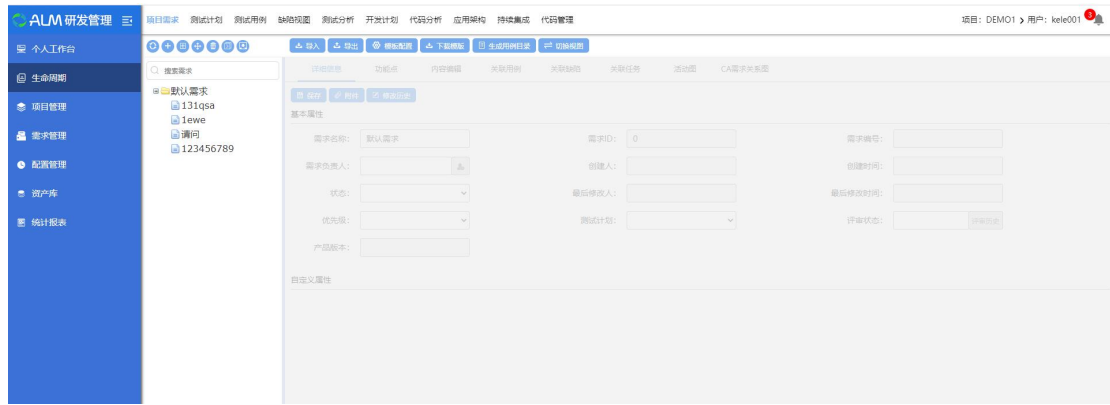 ALM 研发管理
项目需求 测试计划 测试用例 缺陷视图 测试分析 开发计划 代码分析 应用架构 持续集成 代码管理
项目: DEMO1 > 用户: kele001 3
个人工作台
生命周期
项目管理
需求管理
配置管理
资产库
统计报表
搜索需求
默认需求
131qsa
1ewe
请问
123456789
导入 导出 模板配置 下载模版 生成用例目录 切换视图
详细信息 功能点 内容编辑 关联用例 关联缺陷 关联任务 活动图 CA需求关系图
保存 附件 修改历史
基本属性
需求名称: 默认需求 需求ID: 0 需求编号:
需求负责人: 创建人: 创建时间:
状态: 最后修改人: 最后修改时间:
优先级: 测试计划: 评审状态: 评审历史
产品版本:
自定义属性